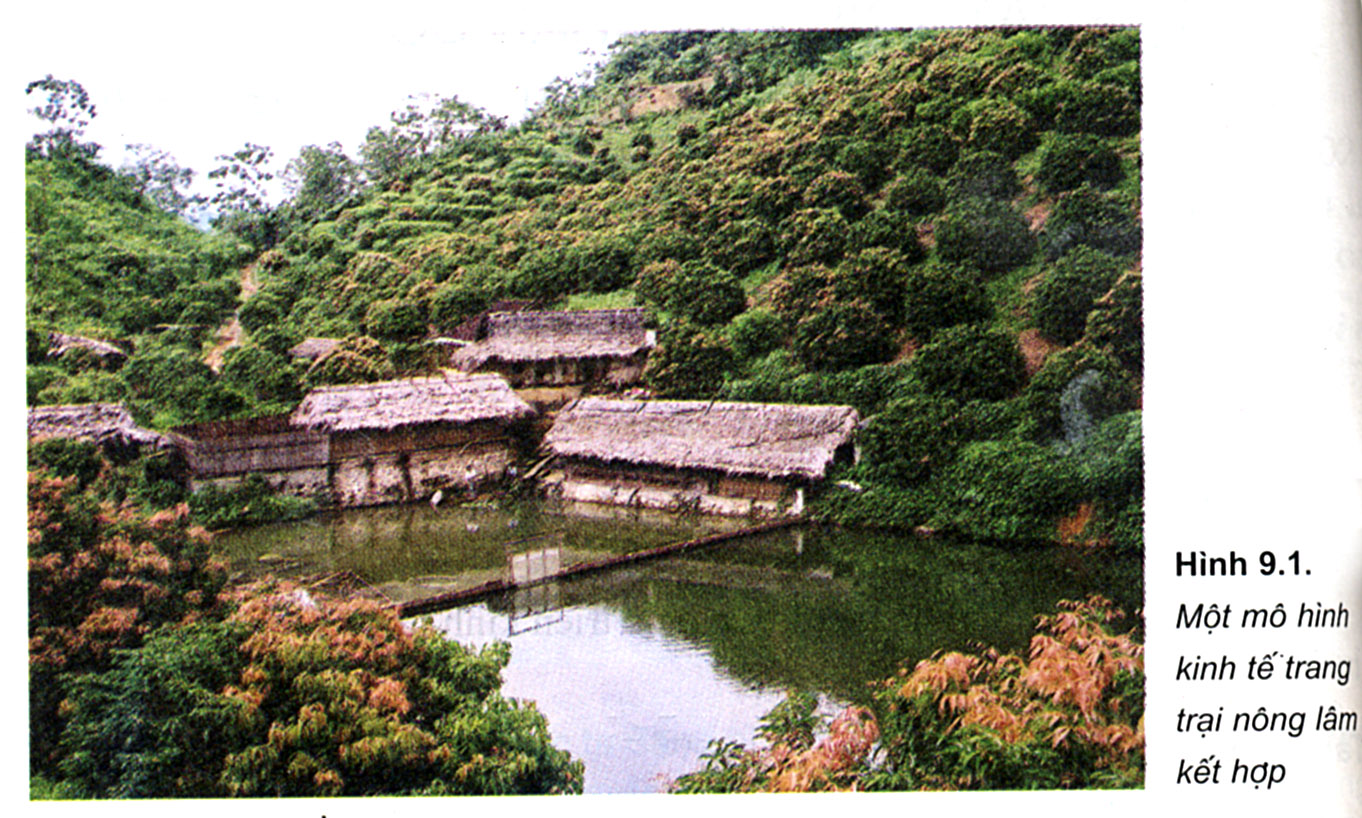 Hình 9.1.
Một mô hình
kinh tế trang
trại nông lâm
kết hợp